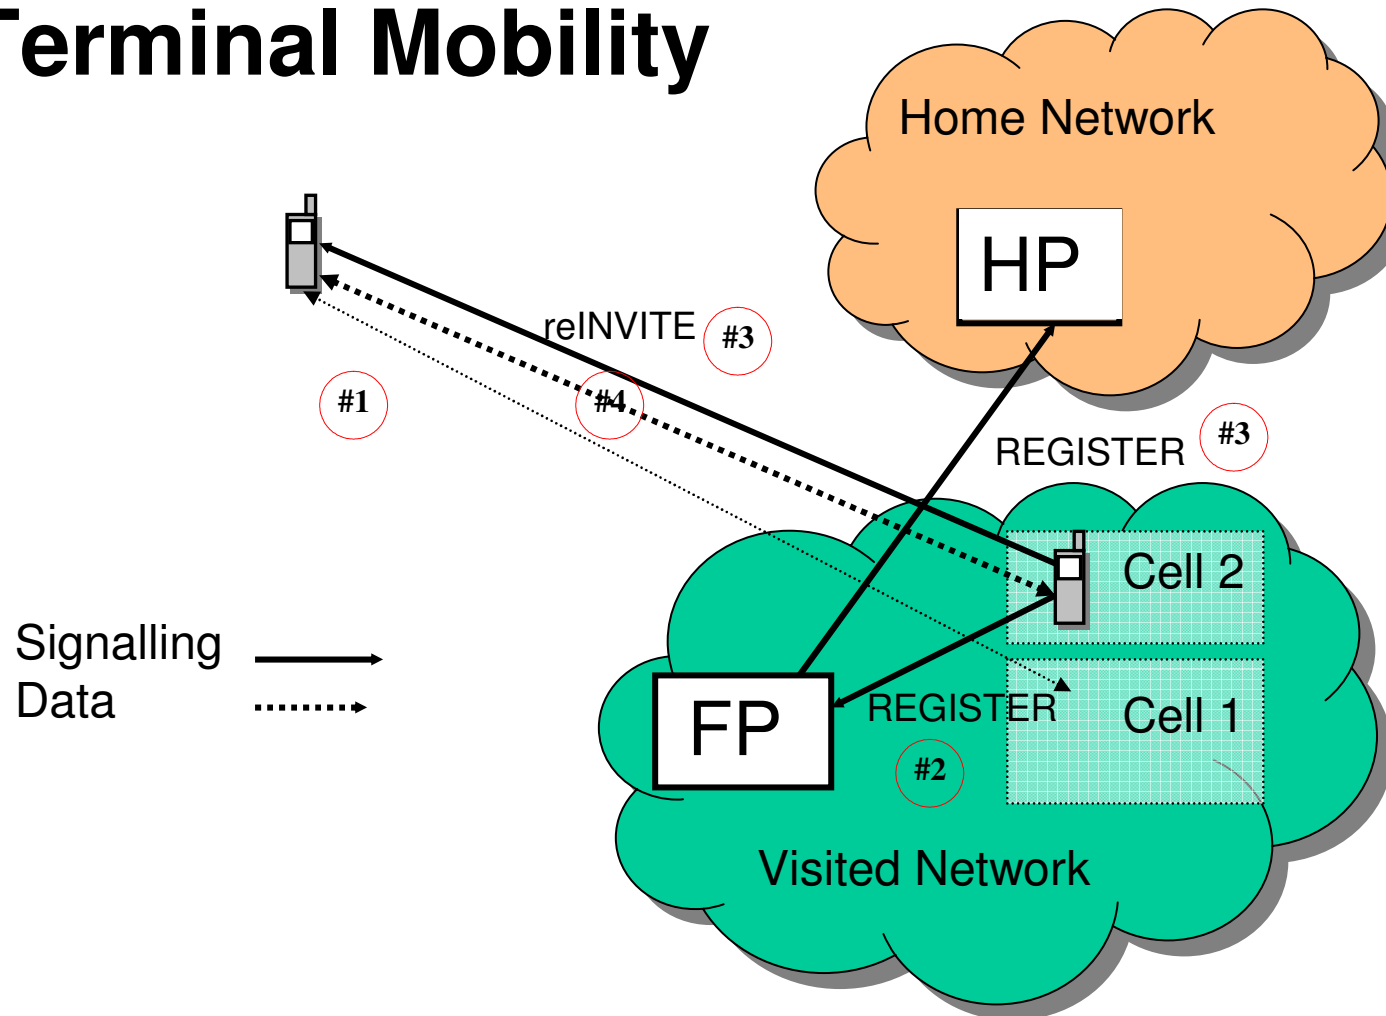 Terminal Mobility
Home Network
HP
reINVITE
#3
#1
#4
REGISTER
#3
Cell 2
Signalling
Data
FP
REGISTER
Cell 1
#2
Visited Network